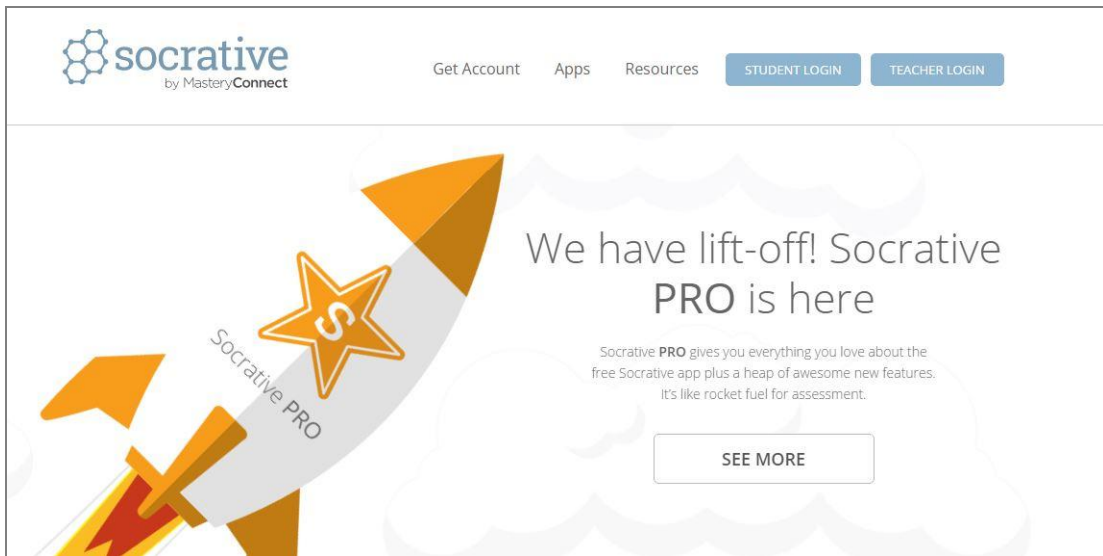 socrative
by MasteryConnect
Get Account Apps Resources STUDENT LOGIN TEACHER LOGIN
We have lift-off! Socrative
PRO is here
Socrative PRO gives you everything you love about the
free Socrative app plus a heap of awesome new features.
It's like rocket fuel for assessment.
SEE MORE
S
Socrative PRO